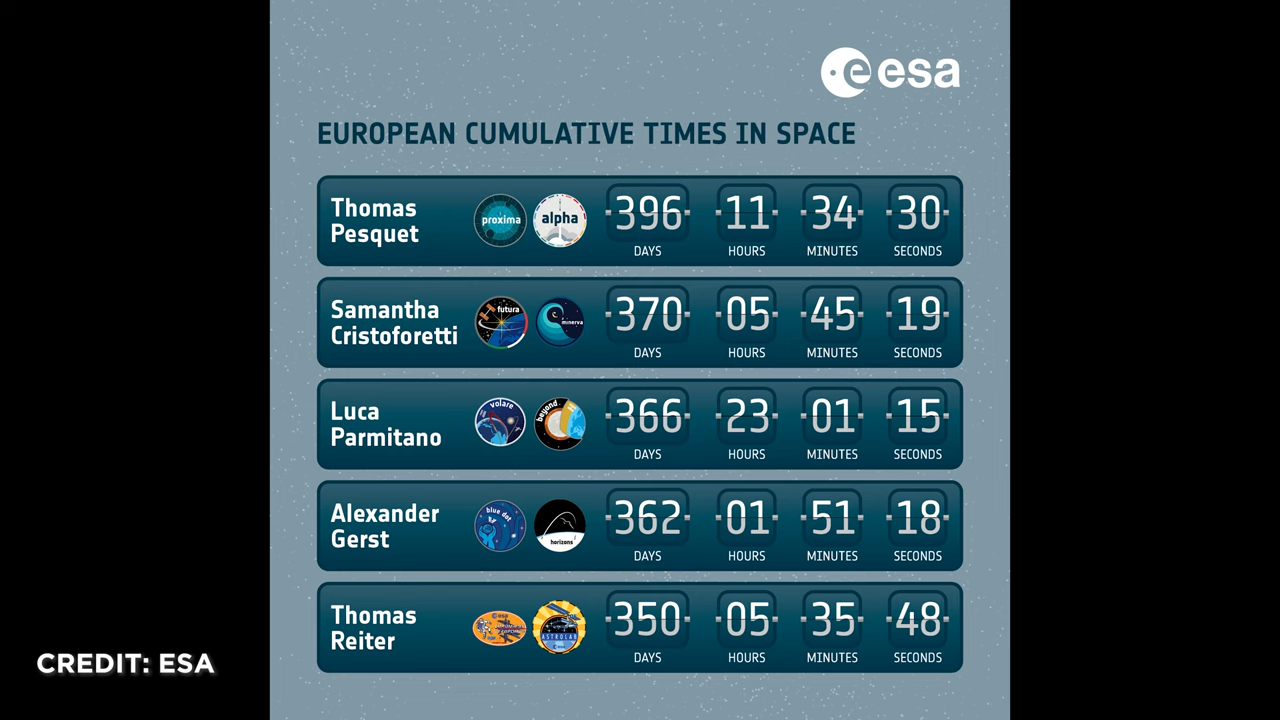 esa
EUROPEAN CUMULATIVE TIMES IN SPACE
Thomas
Pesquet
proxima
alpha
396 11 34 30
DAYS HOURS MINUTES SECONDS
Samantha
Cristoforetti
futura
minerva
370 05 45 19
DAYS HOURS MINUTES SECONDS
Luca
Parmitano
volare
beyond
366 23 01 15
DAYS HOURS MINUTES SECONDS
Alexander
Gerst
blue dot
horizons
362 01 51 18
DAYS HOURS MINUTES SECONDS
Thomas
Reiter
esa
ASTROLAB
esa
350 05 35 48
DAYS HOURS MINUTES SECONDS
CREDIT: ESA